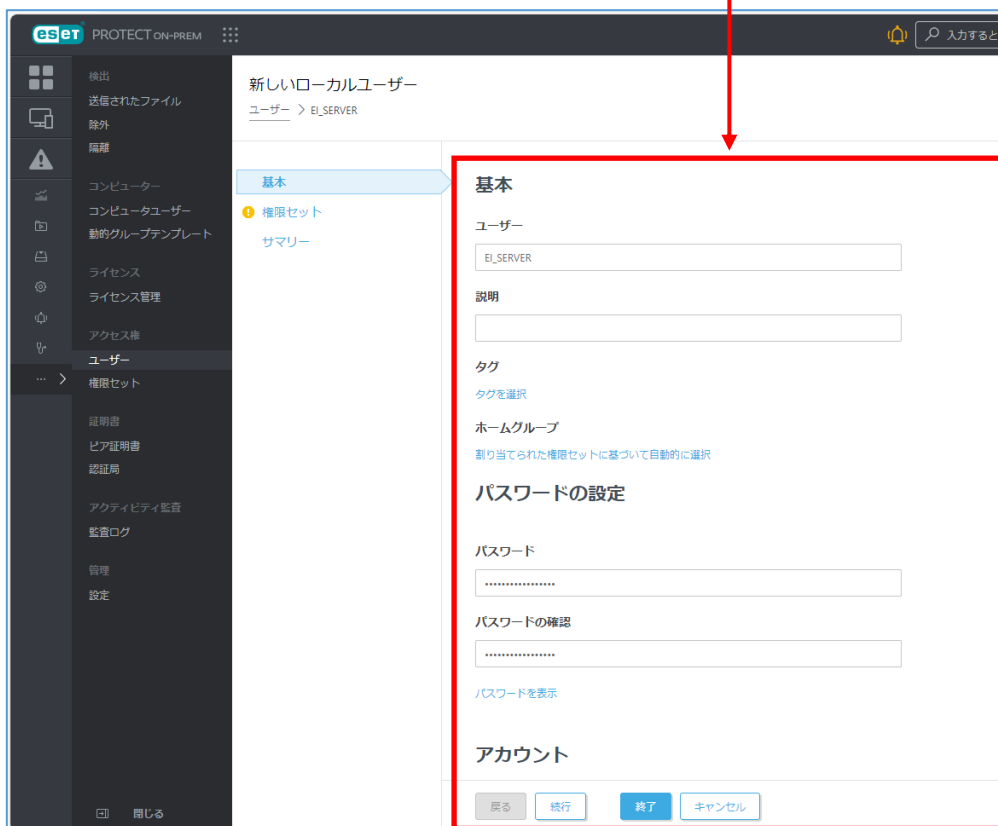 eset PROTECT ON-PREM
入力すると
検出
送信されたファイル
除外
隔離
コンピューター
コンピュータユーザー
動的グループテンプレート
ライセンス
ライセンス管理
アクセス権
ユーザー
権限セット
証明書
ピア証明書
認証局
アクティビティ監査
監査ログ
管理
設定
閉じる
新しいローカルユーザー
ユーザー > EI_SERVER
基本
権限セット
サマリー
基本
ユーザー
EI_SERVER
説明
タグ
タグを選択
ホームグループ
割り当てられた権限セットに基づいて自動的に選択
パスワードの設定
パスワード
•••••••••••••••••
パスワードの確認
•••••••••••••••••
パスワードを表示
アカウント
戻る 続行 終了 キャンセル